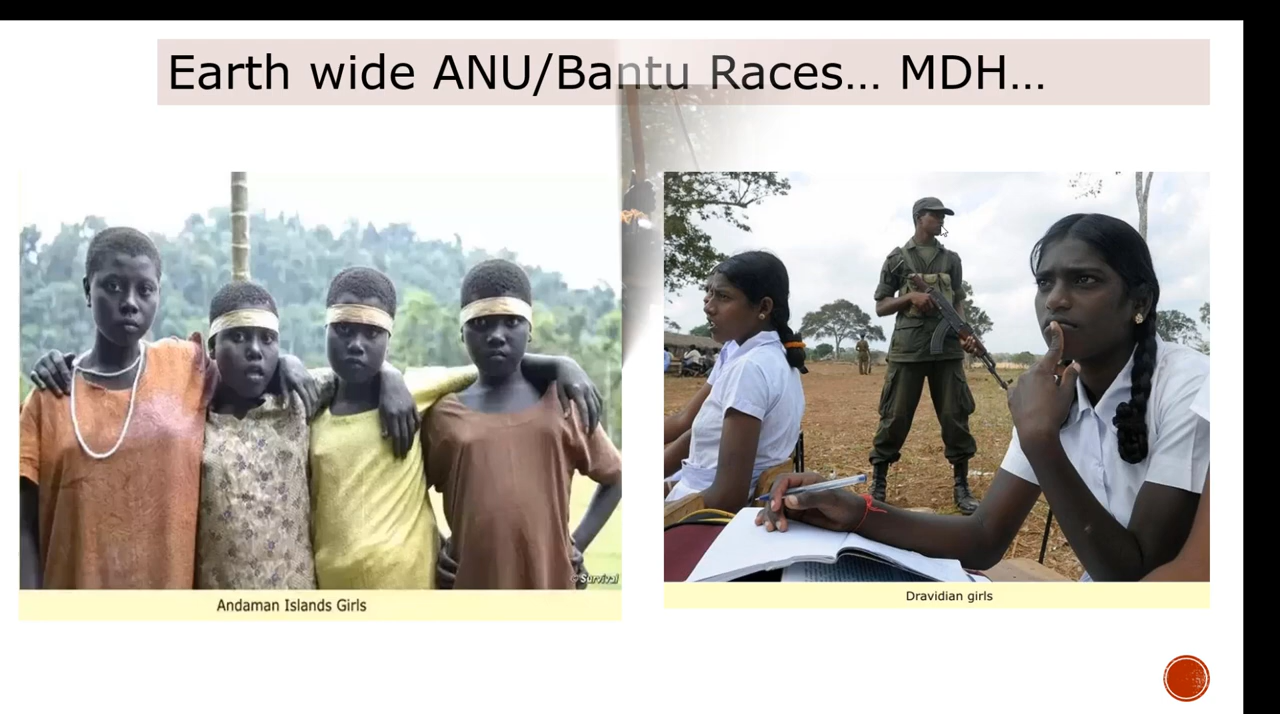 Earth wide ANU/Bantu Races… MDH…
© Survival
Andaman Islands Girls
Dravidian girls